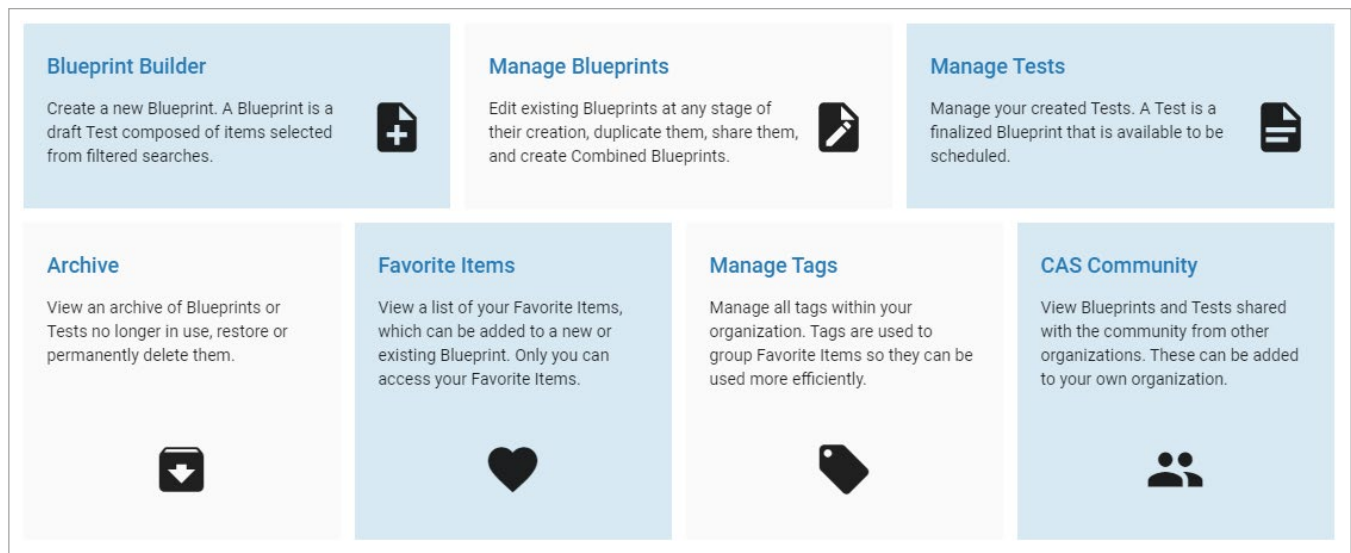 Blueprint Builder
Create a new Blueprint. A Blueprint is a
draft Test composed of items selected
from filtered searches.
Manage Blueprints
Edit existing Blueprints at any stage of
their creation, duplicate them, share them,
and create Combined Blueprints.
Manage Tests
Manage your created Tests. A Test is a
finalized Blueprint that is available to be
scheduled.
Archive
View an archive of Blueprints or
Tests no longer in use, restore or
permanently delete them.
Favorite Items
View a list of your Favorite Items,
which can be added to a new or
existing Blueprint. Only you can
access your Favorite Items.
Manage Tags
Manage all tags within your
organization. Tags are used to
group Favorite Items so they can be
used more efficiently.
CAS Community
View Blueprints and Tests shared
with the community from other
organizations. These can be added
to your own organization.